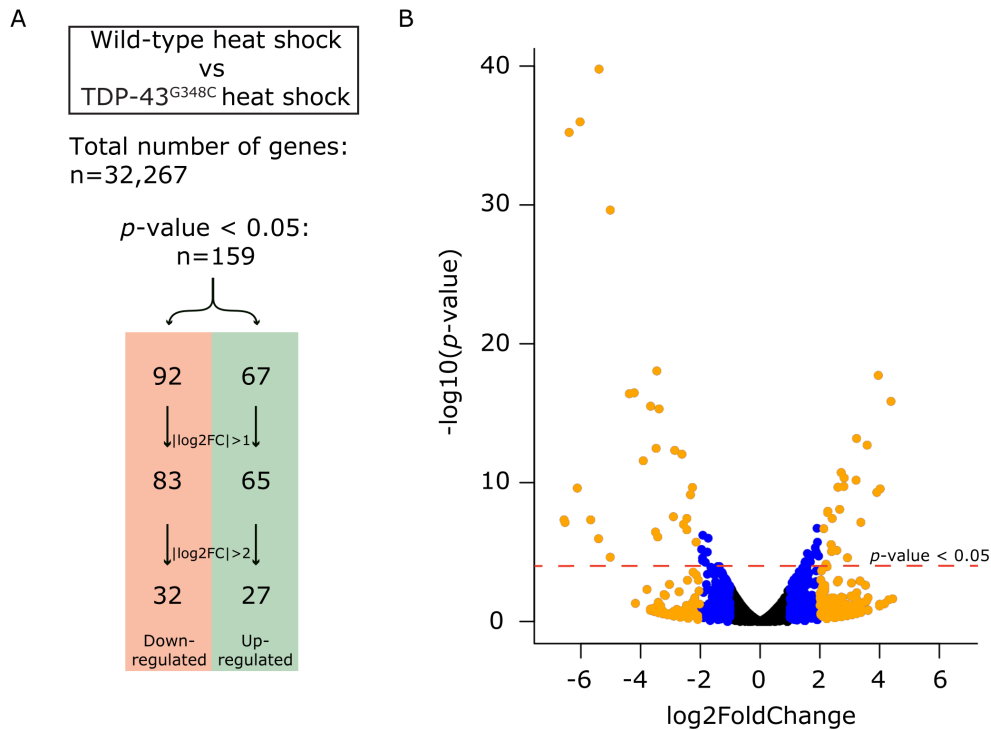 A
Wild-type heat shock
vs
TDP-43^G348C heat shock
Total number of genes:
n=32,267
p-value < 0.05:
n=159
92 67
|log2FC|>1
83 65
|log2FC|>2
32 27
Down-
regulated
Up-
regulated
B
40
30
20
10
0
-log10(p-value)
p-value < 0.05
-6 -4 -2 0 2 4 6
log2FoldChange